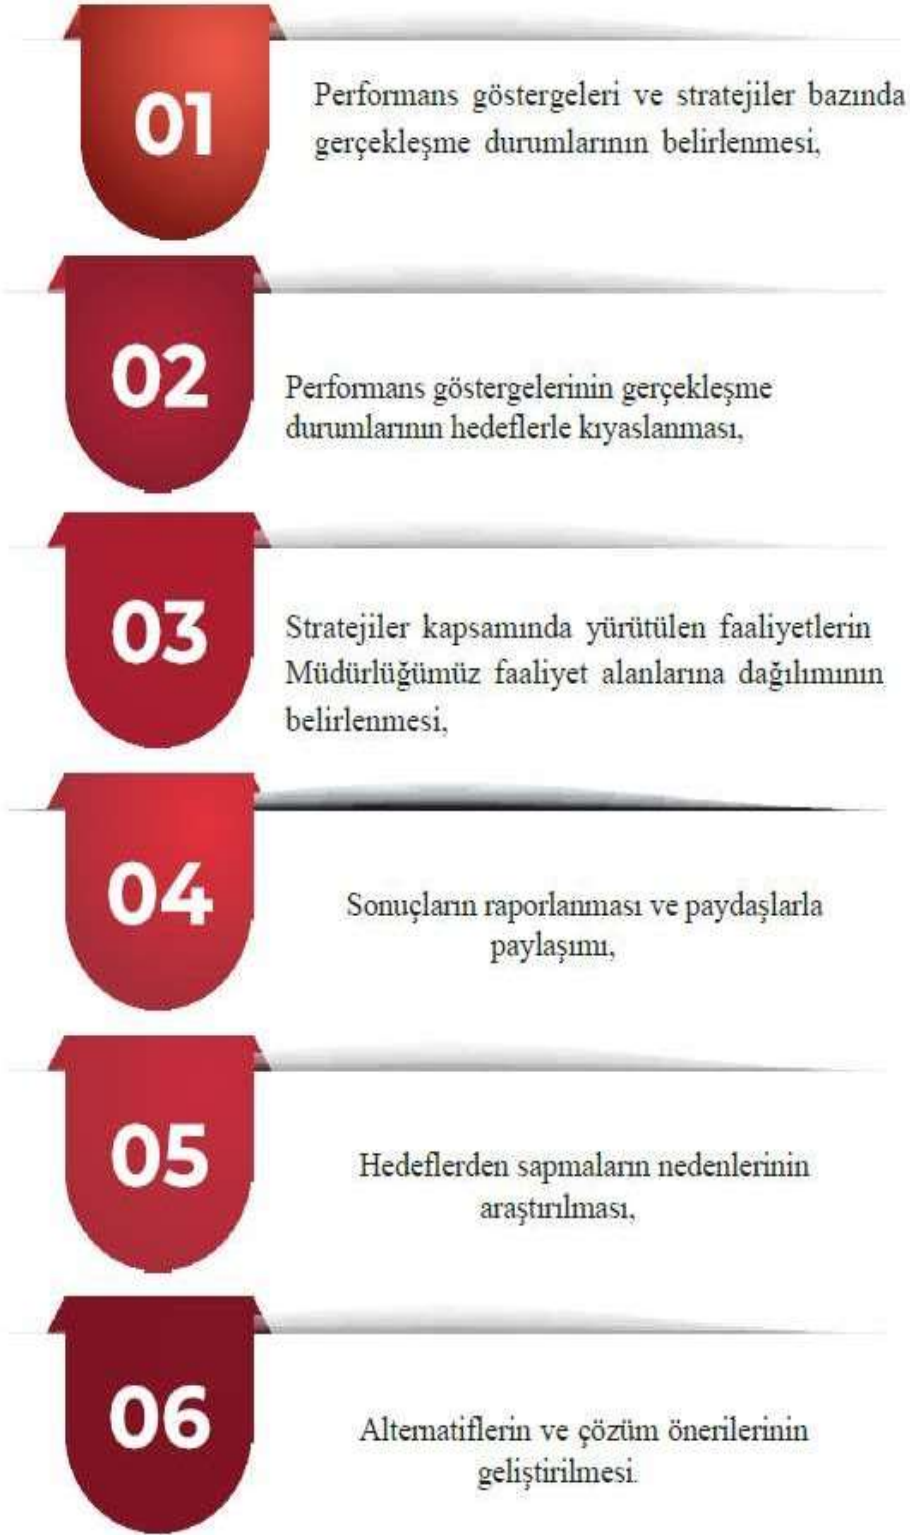 01
Performans göstergeleri ve stratejiler bazında
gerçekleşme durumlarının belirlenmesi,
02
Performans göstergelerinin gerçekleşme
durumlarının hedeflerle kıyaslanması,
03
Stratejiler kapsamında yürütülen faaliyetlerin
Müdürlüğümüz faaliyet alanlarına dağılımının
belirlenmesi,
04
Sonuçların raporlanması ve paydaşlarla
paylaşımı,
05
Hedeflerden sapmaların nedenlerinin
araştırılması,
06
Alternatiflerin ve çözüm önerilerinin
geliştirilmesi.